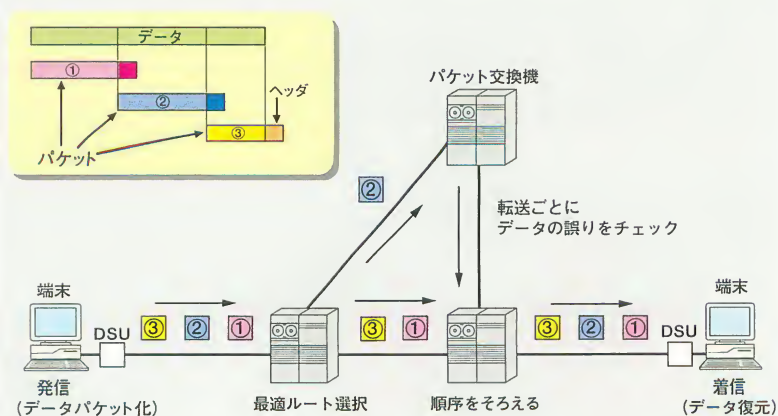 データ
①
②
③
ヘッダ
パケット
パケット交換機
②
転送ごとに
データの誤りをチェック
端末
DSU
③ ② ①
③ ①
③ ② ①
DSU
端末
発信
(データパケット化)
最適ルート選択
順序をそろえる
着信
(データ復元)